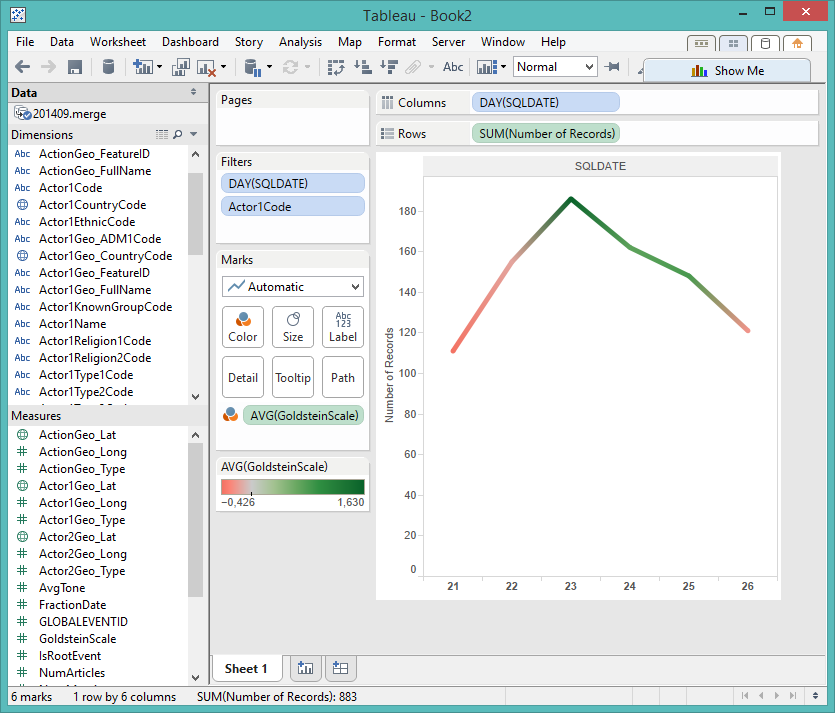 Tableau - Book2
File Data Worksheet Dashboard Story Analysis Map Format Server Window Help
Abc Normal Show Me
Data
201409.merge
Dimensions
Abc ActionGeo_FeatureID
Abc ActionGeo_FullName
Abc Actor1Code
Actor1CountryCode
Abc Actor1EthnicCode
Abc Actor1Geo_ADM1Code
Actor1Geo_CountryCode
Abc Actor1Geo_FeatureID
Abc Actor1Geo_FullName
Abc Actor1KnownGroupCode
Abc Actor1Name
Abc Actor1Religion1Code
Abc Actor1Religion2Code
Abc Actor1Type1Code
Abc Actor1Type2Code
Measures
ActionGeo_Lat
# ActionGeo_Long
# ActionGeo_Type
Actor1Geo_Lat
# Actor1Geo_Long
# Actor1Geo_Type
Actor2Geo_Lat
# Actor2Geo_Long
# Actor2Geo_Type
# AvgTone
# FractionDate
# GLOBALEVENTID
# GoldsteinScale
# IsRootEvent
# NumArticles
Pages
Filters
DAY(SQLDATE)
Actor1Code
Marks
Automatic
Color
Size
Abc
123
Label
Detail
Tooltip
Path
AVG(GoldsteinScale)
AVG(GoldsteinScale)
−0,426 1,630
Columns DAY(SQLDATE)
Rows SUM(Number of Records)
SQLDATE
Number of Records
180
160
140
120
100
80
60
40
20
0
21 22 23 24 25 26
Sheet 1
6 marks 1 row by 6 columns SUM(Number of Records): 883